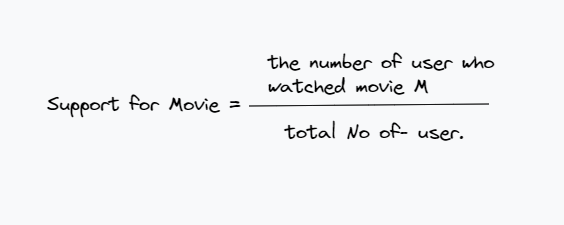 the number of user who
watched movie M
Support for Movie =
total No of- user.